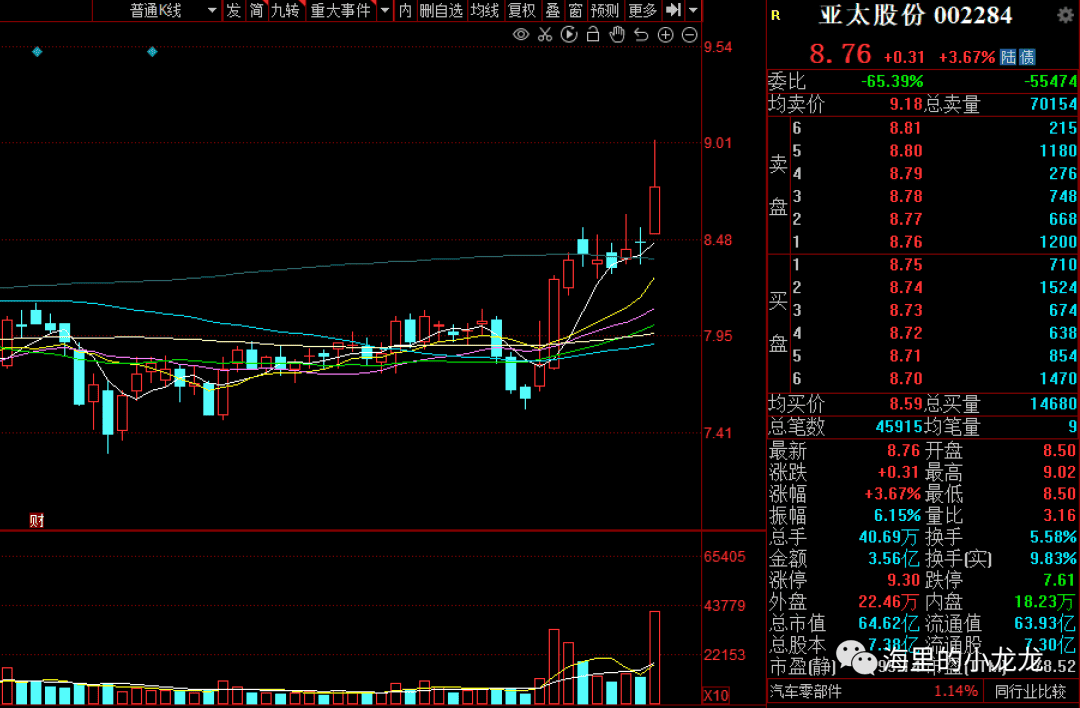 普通K线 发 简 九转 重大事件 内 删自选 均线 复权 叠 窗 预测 更多
R 亚太股份 002284
8.76 +0.31 +3.67% 陆 债
委比 -65.39% -55474
均卖价 9.18 总卖量 70154
卖盘
6 8.81 215
5 8.80 1180
4 8.79 276
3 8.78 748
2 8.77 668
1 8.76 1200
买盘
1 8.75 710
2 8.74 1524
3 8.73 674
4 8.72 638
5 8.71 854
6 8.70 1470
均买价 8.59 总买量 14680
总笔数 45915 均笔量 9
最新 8.76 开盘 8.50
涨跌 +0.31 最高 9.02
涨幅 +3.67% 最低 8.50
振幅 6.15% 量比 3.16
总手 40.69万 换手 5.58%
金额 3.56亿 换手(实) 9.83%
涨停 9.30 跌停 7.61
外盘 22.46万 内盘 18.23万
总市值 64.62亿 流通值 63.93亿
总股本 7.38亿 流通股 7.30亿
市盈(静)
海里的小龙龙
汽车零部件 1.14% 同行业比较
9.54
9.01
8.48
7.95
7.41
财
65405
43779
22153
X10